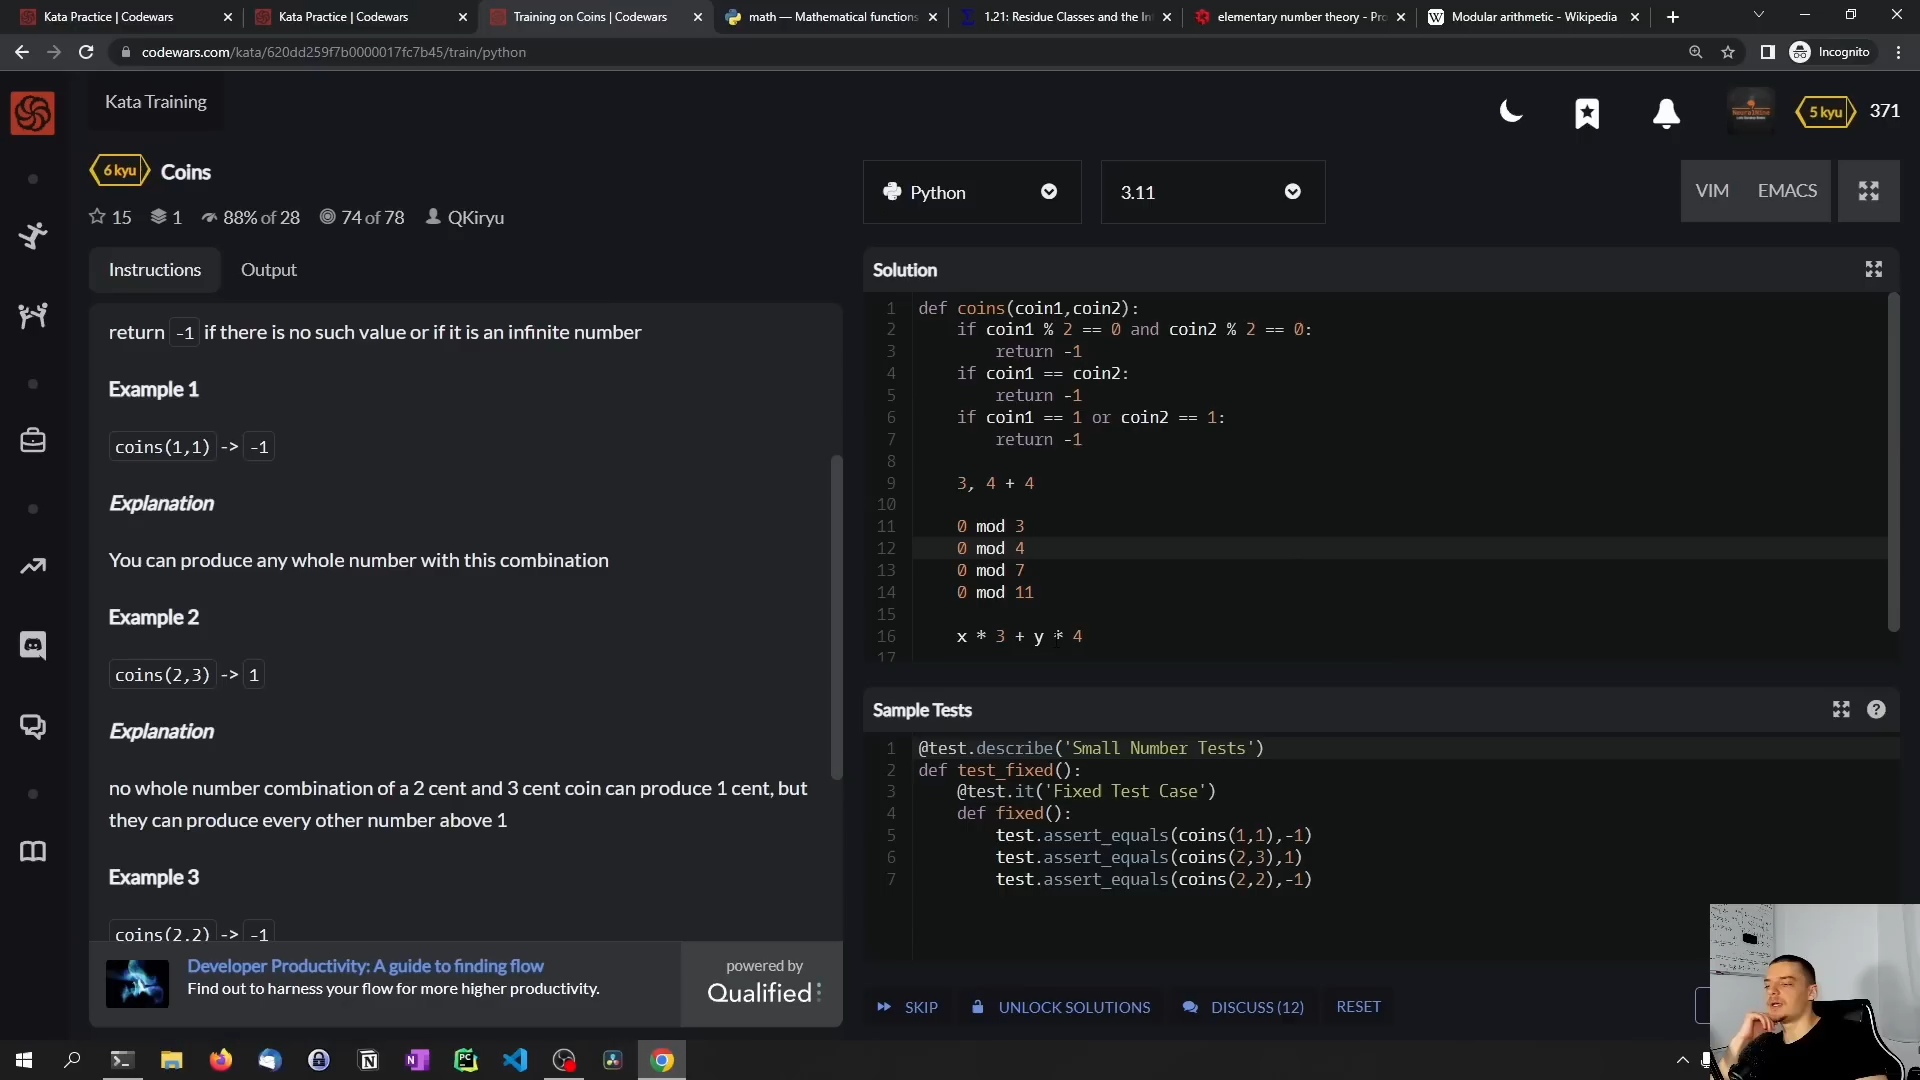 Kata Practice | Codewars
Kata Practice | Codewars
Training on Coins | Codewars
math — Mathematical functions
1.21: Residue Classes and the In
elementary number theory - Pro
Modular arithmetic - Wikipedia
codewars.com/kata/620dd259f7b0000017fc7b45/train/python
Incognito
Kata Training
5 kyu
371
6 kyu
Coins
15
1
88% of 28
74 of 78
QKiryu
Python
3.11
VIM
EMACS
Instructions
Output
return -1 if there is no such value or if it is an infinite number
Example 1
coins(1,1) -> -1
Explanation
You can produce any whole number with this combination
Example 2
coins(2,3) -> 1
Explanation
no whole number combination of a 2 cent and 3 cent coin can produce 1 cent, but
they can produce every other number above 1
Example 3
coins(2,2) -> -1
Developer Productivity: A guide to finding flow
Find out to harness your flow for more higher productivity.
powered by
Qualified
Solution
1 def coins(coin1,coin2):
2 if coin1 % 2 == 0 and coin2 % 2 == 0:
3 return -1
4 if coin1 == coin2:
5 return -1
6 if coin1 == 1 or coin2 == 1:
7 return -1
8
9 3, 4 + 4
10
11 0 mod 3
12 0 mod 4
13 0 mod 7
14 0 mod 11
15
16 x * 3 + y * 4
17
Sample Tests
?
1 @test.describe('Small Number Tests')
2 def test_fixed():
3 @test.it('Fixed Test Case')
4 def fixed():
5 test.assert_equals(coins(1,1),-1)
6 test.assert_equals(coins(2,3),1)
7 test.assert_equals(coins(2,2),-1)
SKIP
UNLOCK SOLUTIONS
DISCUSS (12)
RESET